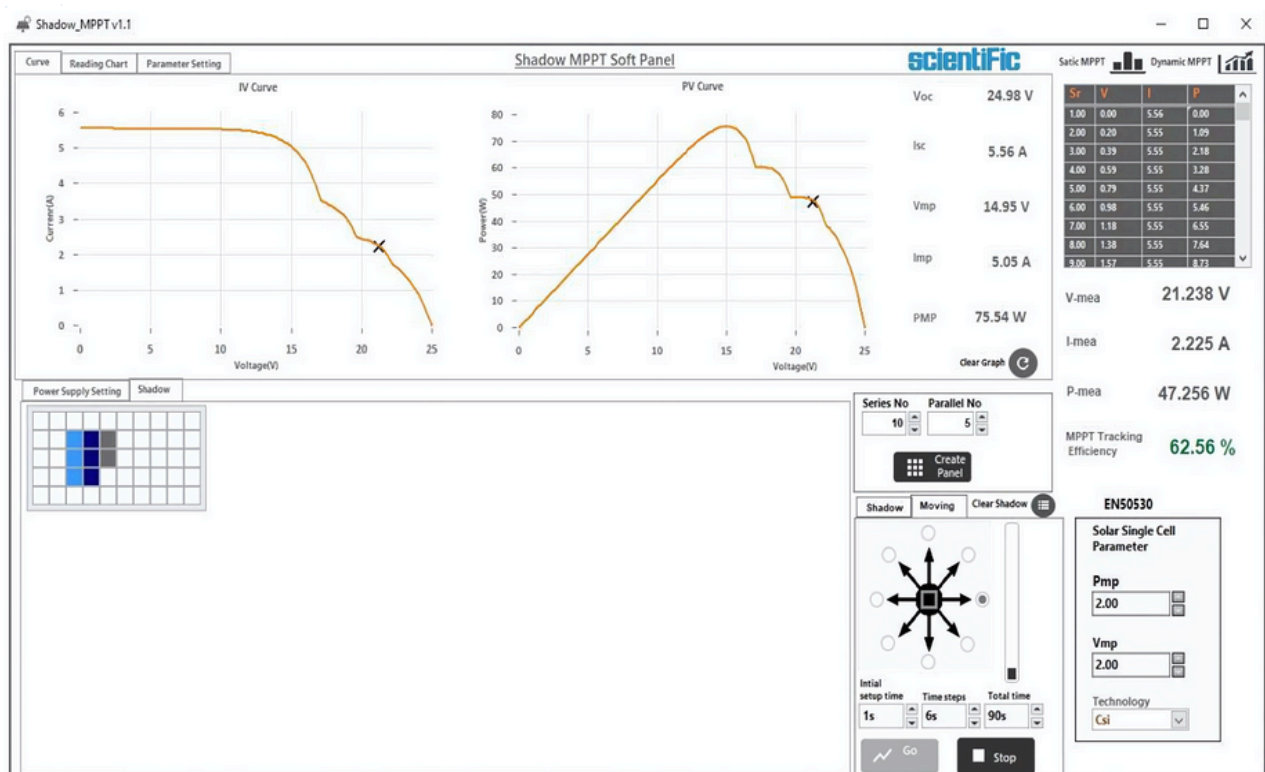 Shadow_MPPT v1.1
Curve Reading Chart Parameter Setting
Shadow MPPT Soft Panel
scientiFic
Satic MPPT Dynamic MPPT
IV Curve
6
5
4
3
2
1
0
Currenr(A)
0 5 10 15 20 25
Voltage(V)
PV Curve
80
70
60
50
40
30
20
10
0
Power(W)
0 5 10 15 20 25
Voltage(V)
Voc 24.98 V
Isc 5.56 A
Vmp 14.95 V
Imp 5.05 A
PMP 75.54 W
Clear Graph
Sr V I P
1.00 0.00 5.56 0.00
2.00 0.20 5.55 1.09
3.00 0.39 5.55 2.18
4.00 0.59 5.55 3.28
5.00 0.79 5.55 4.37
6.00 0.98 5.55 5.46
7.00 1.18 5.55 6.55
8.00 1.38 5.55 7.64
9.00 1.57 5.55 8.73
V-mea 21.238 V
I-mea 2.225 A
P-mea 47.256 W
MPPT Tracking
Efficiency 62.56 %
Power Supply Setting Shadow
Series No Parallel No
10 5
Create
Panel
Shadow Moving Clear Shadow
Intial
setup time Time steps Total time
1s 6s 90s
Go Stop
EN50530
Solar Single Cell
Parameter
Pmp
2.00
Vmp
2.00
Technology
Csi